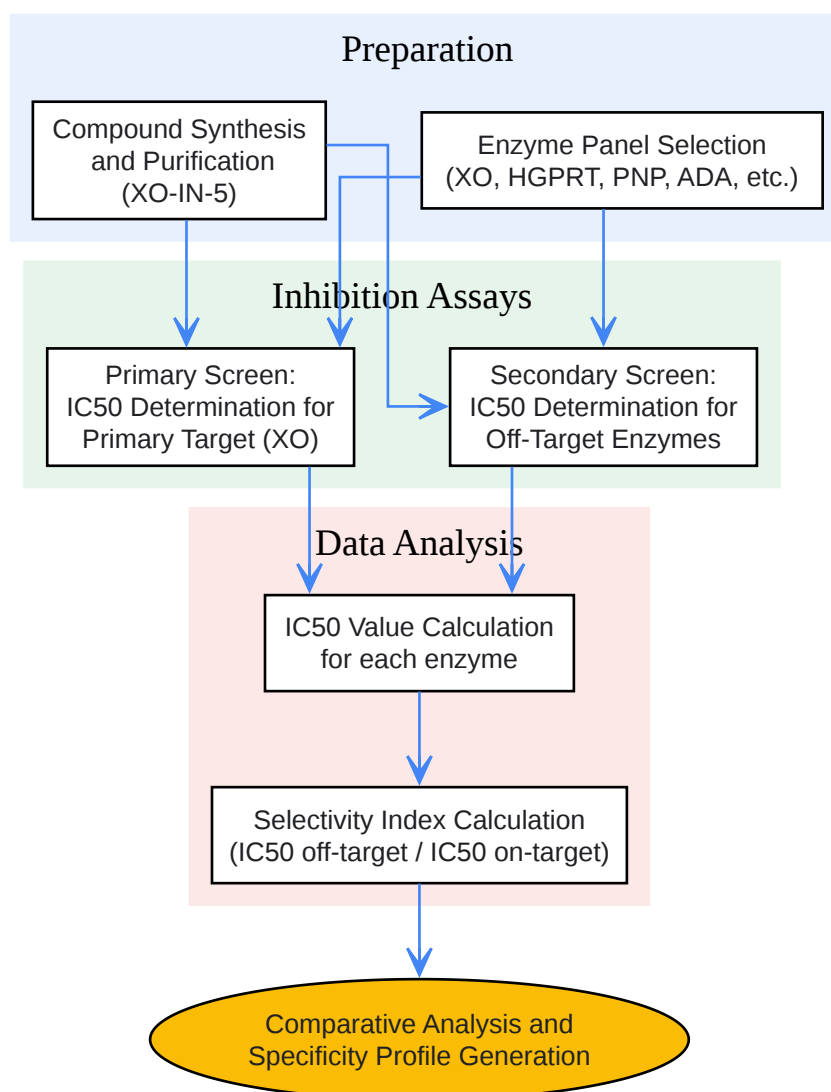 Preparation
Compound Synthesis
and Purification
(XO-IN-5)
Enzyme Panel Selection
(XO, HGPRT, PNP, ADA, etc.)
Inhibition Assays
Primary Screen:
IC50 Determination for
Primary Target (XO)
Secondary Screen:
IC50 Determination for
Off-Target Enzymes
Data Analysis
IC50 Value Calculation
for each enzyme
Selectivity Index Calculation
(IC50 off-target / IC50 on-target)
Comparative Analysis and
Specificity Profile Generation